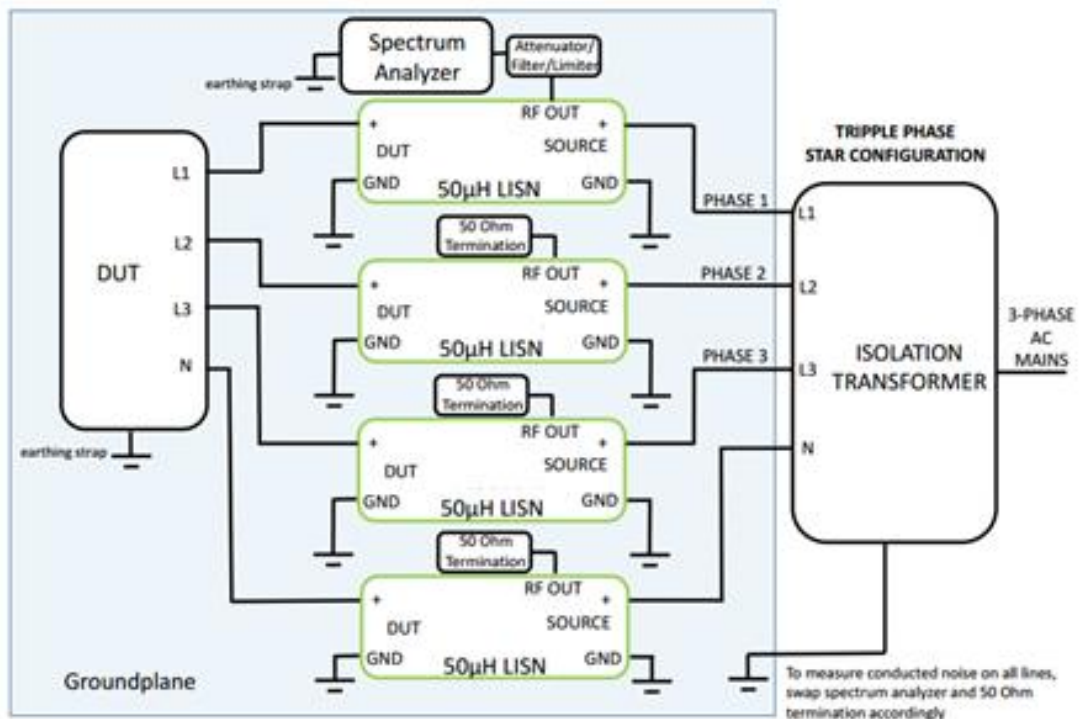 Spectrum
Analyzer
Attenuator/
Filter/Limiter
earthing strap
RF OUT
+
+
DUT
SOURCE
GND
GND
50µH LISN
TRIPPLE PHASE
STAR CONFIGURATION
L1
L2
L3
N
DUT
earthing strap
PHASE 1
L1
50 Ohm
Termination
RF OUT
+
+
DUT
SOURCE
GND
GND
50µH LISN
PHASE 2
L2
50 Ohm
Termination
RF OUT
+
+
DUT
SOURCE
GND
GND
50µH LISN
PHASE 3
L3
ISOLATION
TRANSFORMER
3-PHASE
AC
MAINS
N
50 Ohm
Termination
RF OUT
+
+
DUT
SOURCE
GND
GND
50µH LISN
Groundplane
To measure conducted noise on all lines,
swap spectrum analyzer and 50 Ohm
termination accordingly